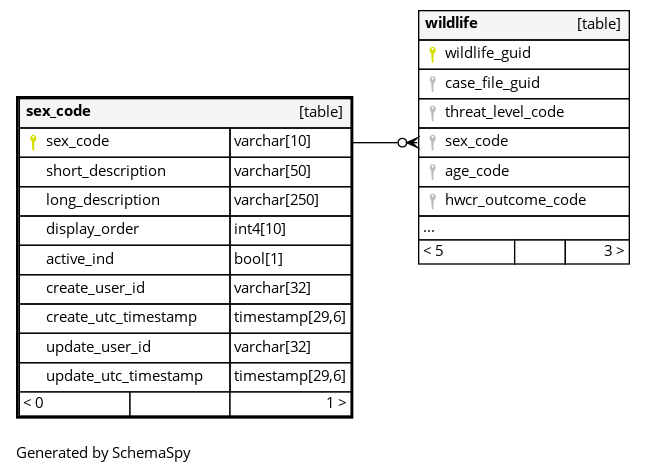 wildlife [table]
wildlife_guid
case_file_guid
threat_level_code
sex_code
age_code
hwcr_outcome_code
...
< 5 3 >
sex_code [table]
sex_code varchar[10]
short_description varchar[50]
long_description varchar[250]
display_order int4[10]
active_ind bool[1]
create_user_id varchar[32]
create_utc_timestamp timestamp[29,6]
update_user_id varchar[32]
update_utc_timestamp timestamp[29,6]
< 0 1 >
Generated by SchemaSpy